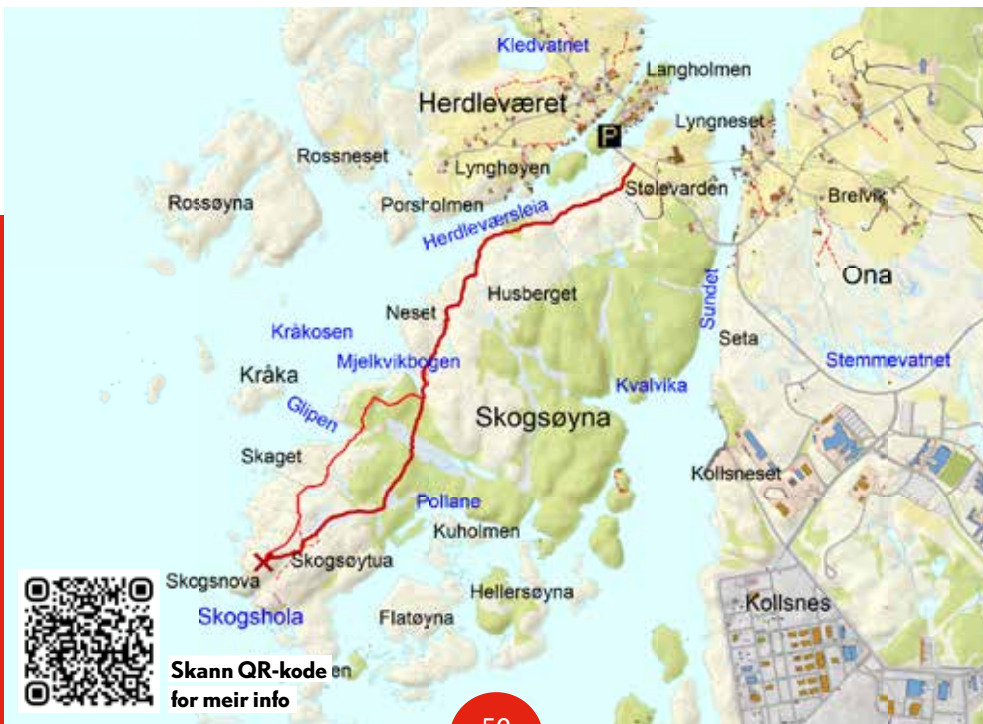 Kledvatnet
Langholmen
Herdleværet
Lyngneset
P
Rossneset
Lynghøyen
Stølevarden
Rossøyna
Porsholmen
Brelvik
Herdleværsleia
Ona
Husberget
Sundet
Neset
Kråkosen
Seta
Mjelkvikbogen
Stemmevatnet
Kråka
Kvalvika
Glipen
Skogsøyna
Skaget
Kollsneset
Pollane
Kuholmen
Skogsøytua
Skogsnova
Hellersøyna
Kollsnes
Skogshola
Flatøyna
Skann QR-kode
for meir info
en
50